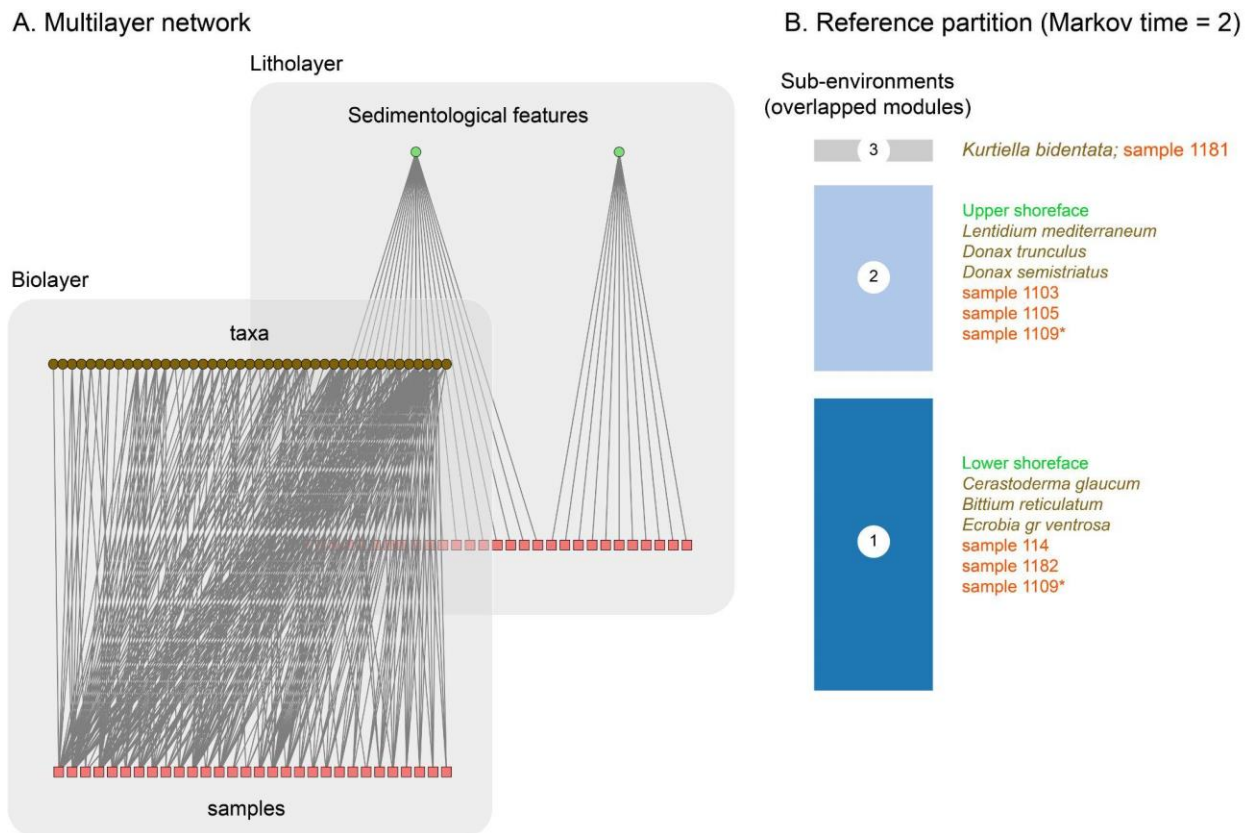 A. Multilayer network
Litholayer
Sedimentological features
Biolayer
taxa
samples
B. Reference partition (Markov time = 2)
Sub-environments
(overlapped modules)
3
Kurtiella bidentata; sample 1181
2
Upper shoreface
Lentidium mediterraneum
Donax trunculus
Donax semistriatus
sample 1103
sample 1105
sample 1109*
1
Lower shoreface
Cerastoderma glaucum
Bittium reticulatum
Ecrobia gr ventrosa
sample 114
sample 1182
sample 1109*